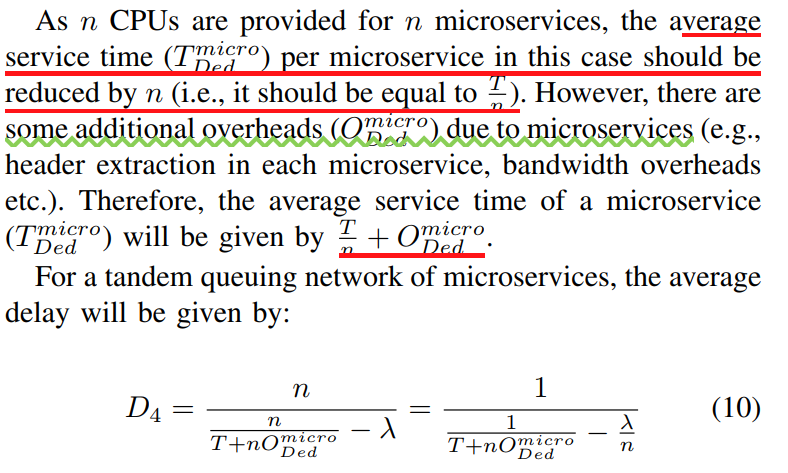 As n CPUs are provided for n microservices, the average
service time (T_{Ded}^{micro}) per microservice in this case should be
reduced by n (i.e., it should be equal to \frac{T}{n}). However, there are
some additional overheads (O_{Ded}^{micro}) due to microservices (e.g.,
header extraction in each microservice, bandwidth overheads
etc.). Therefore, the average service time of a microservice
(T_{Ded}^{micro}) will be given by \frac{T}{n} + O_{Ded}^{micro}.
For a tandem queuing network of microservices, the average
delay will be given by:
D_4 = \frac{n}{\frac{n}{T+nO_{Ded}^{micro}} - λ} = \frac{1}{\frac{1}{T+nO_{Ded}^{micro}} - \frac{λ}{n}} (10)